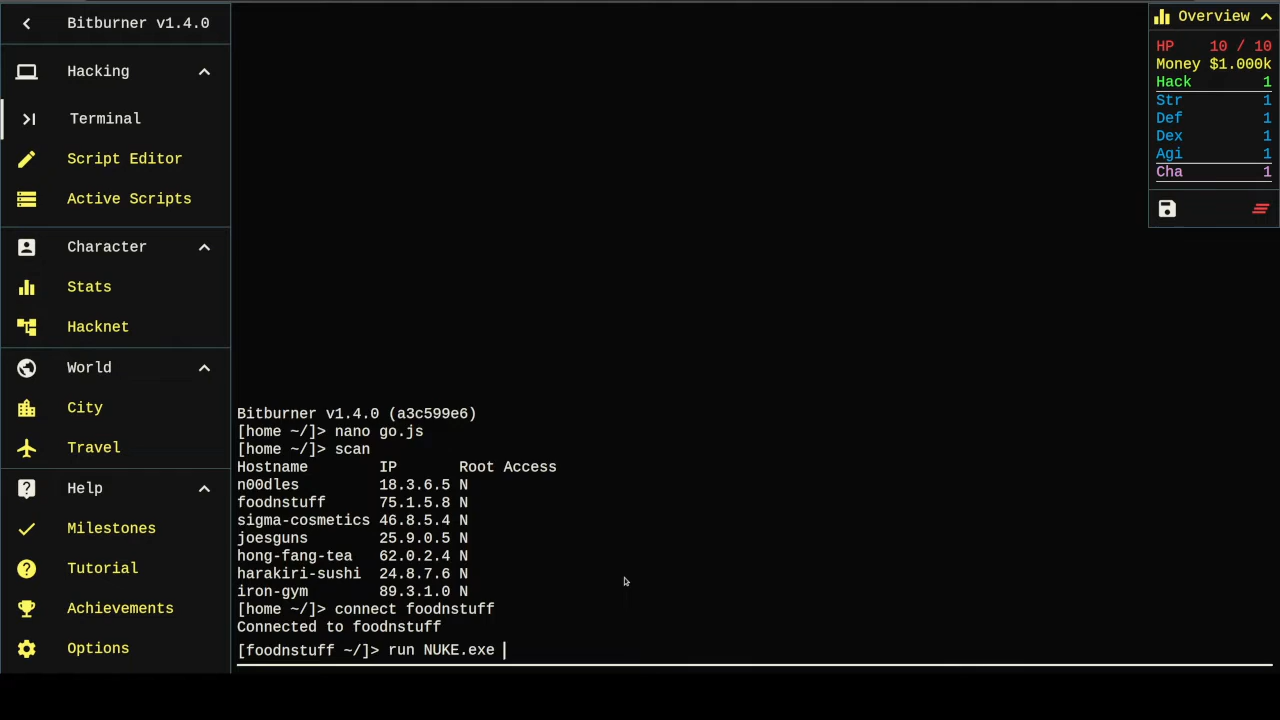 Bitburner v1.4.0
Hacking
Terminal
Script Editor
Active Scripts
Character
Stats
Hacknet
World
City
Travel
Help
Milestones
Tutorial
Achievements
Options
Bitburner v1.4.0 (a3c599e6)
[home ~/]> nano go.js
[home ~/]> scan
Hostname IP Root Access
n00dles 18.3.6.5 N
foodnstuff 75.1.5.8 N
sigma-cosmetics 46.8.5.4 N
joesguns 25.9.0.5 N
hong-fang-tea 62.0.2.4 N
harakiri-sushi 24.8.7.6 N
iron-gym 89.3.1.0 N
[home ~/]> connect foodnstuff
Connected to foodnstuff
[foodnstuff ~/]> run NUKE.exe
Overview
HP 10 / 10
Money $1.000k
Hack 1
Str 1
Def 1
Dex 1
Agi 1
Cha 1